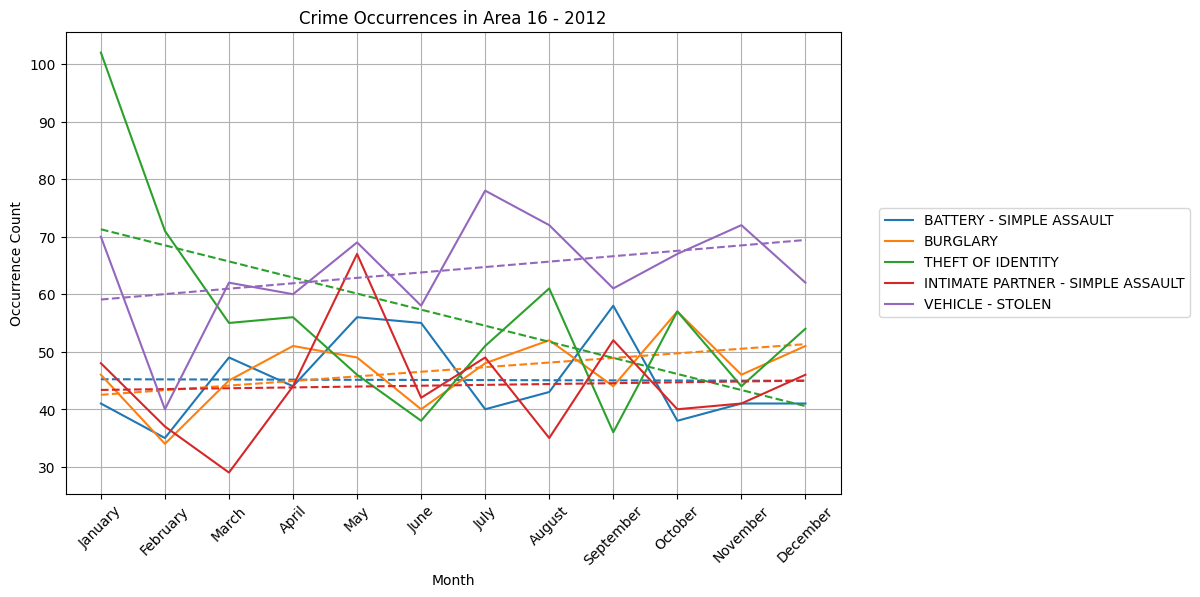 Crime Occurrences in Area 16 - 2012
Occurrence Count
100
90
80
70
60
50
40
30
January
February
March
April
May
June
July
August
September
October
November
December
Month
BATTERY - SIMPLE ASSAULT
BURGLARY
THEFT OF IDENTITY
INTIMATE PARTNER - SIMPLE ASSAULT
VEHICLE - STOLEN